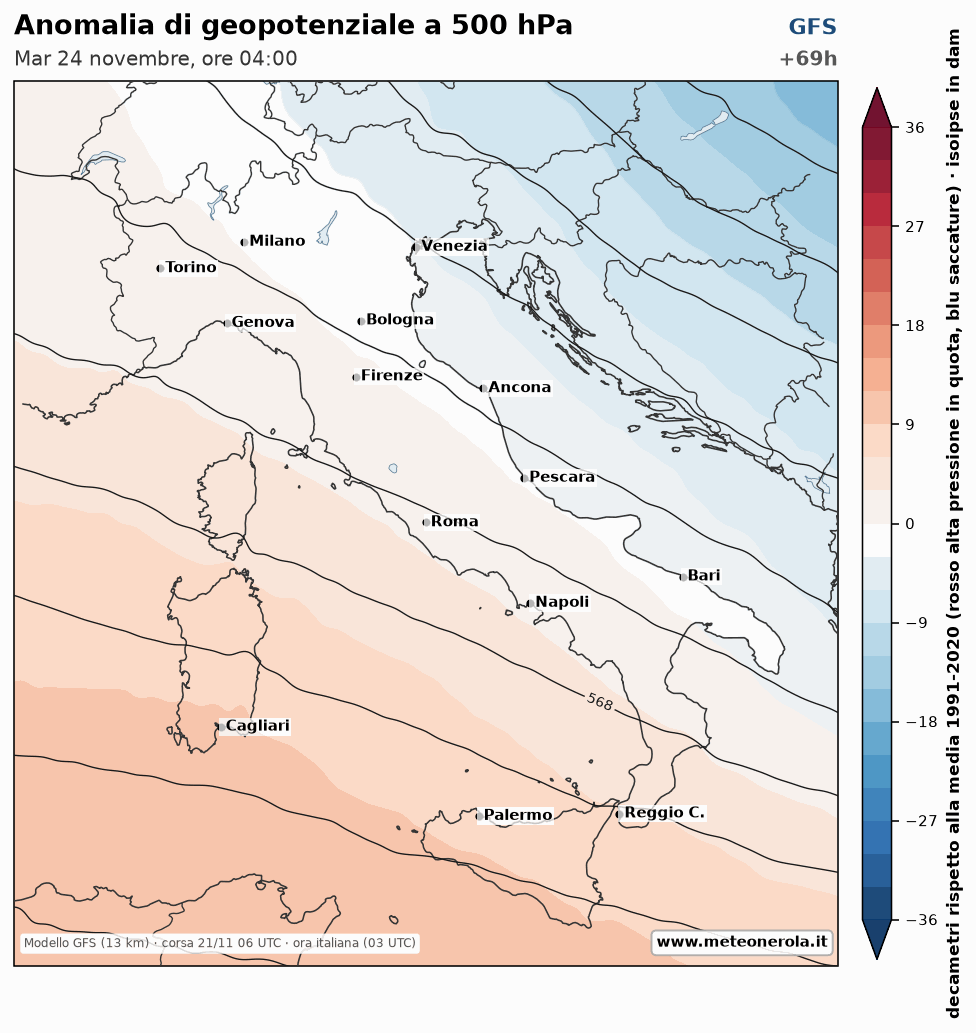 Anomalia di geopotenziale a 500 hPa
GFS
Mar 24 novembre, ore 04:00
+69h
Milano
Venezia
Torino
Genova
Bologna
Firenze
Ancona
Pescara
Roma
Bari
Napoli
568
Cagliari
Palermo
Reggio C.
Modello GFS (13 km) · corsa 21/11 06 UTC · ora italiana (03 UTC)
www.meteonerola.it
36
27
18
9
0
−9
−18
−27
−36
decametri rispetto alla media 1991-2020 (rosso alta pressione in quota, blu saccature) · isoipse in dam